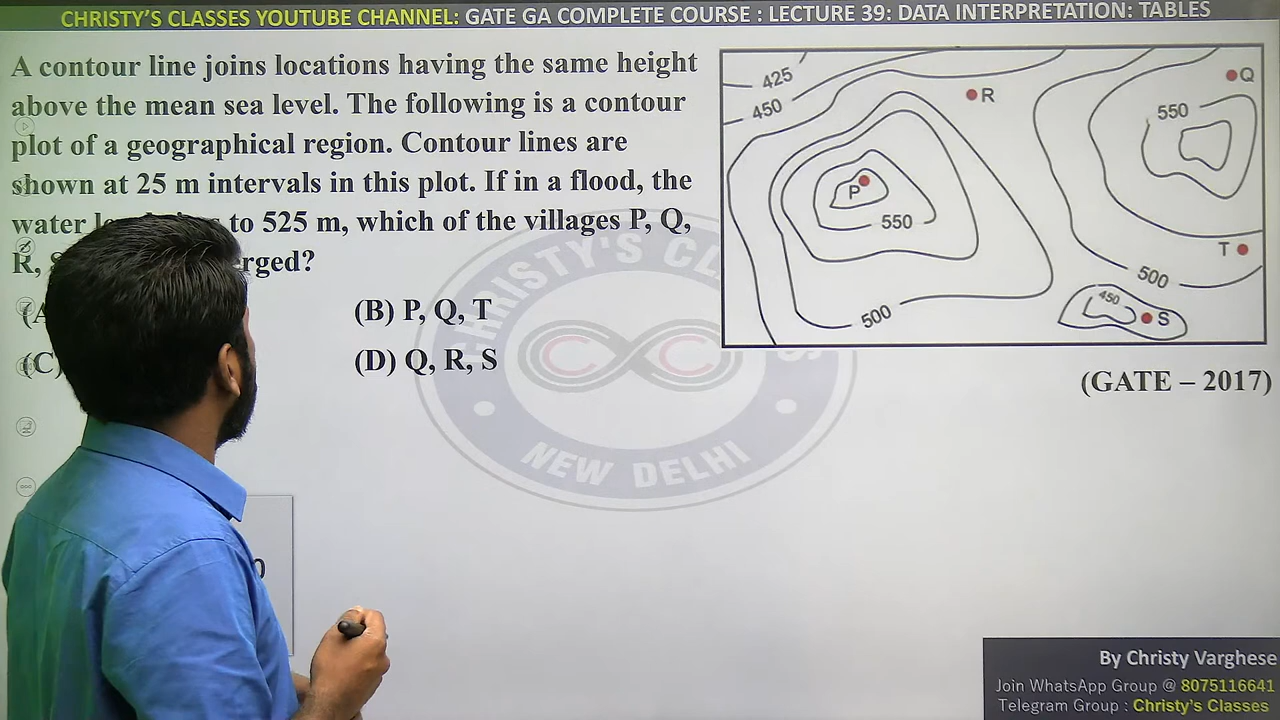 CHRISTY'S CLASSES YOUTUBE CHANNEL: GATE GA COMPLETE COURSE : LECTURE 39: DATA INTERPRETATION: TABLES
A contour line joins locations having the same height
above the mean sea level. The following is a contour
plot of a geographical region. Contour lines are
shown at 25 m intervals in this plot. If in a flood, the
water to 525 m, which of the villages P, Q,
R,
(A
(B) P, Q, T
(C)
(D) Q, R, S
425
450
R
Q
550
P
550
T
500
450
S
500
(GATE – 2017)
CHRISTY'S
NEW DELHI
By Christy Varghese
Join WhatsApp Group @ 8075116641
Telegram Group : Christy's Classes